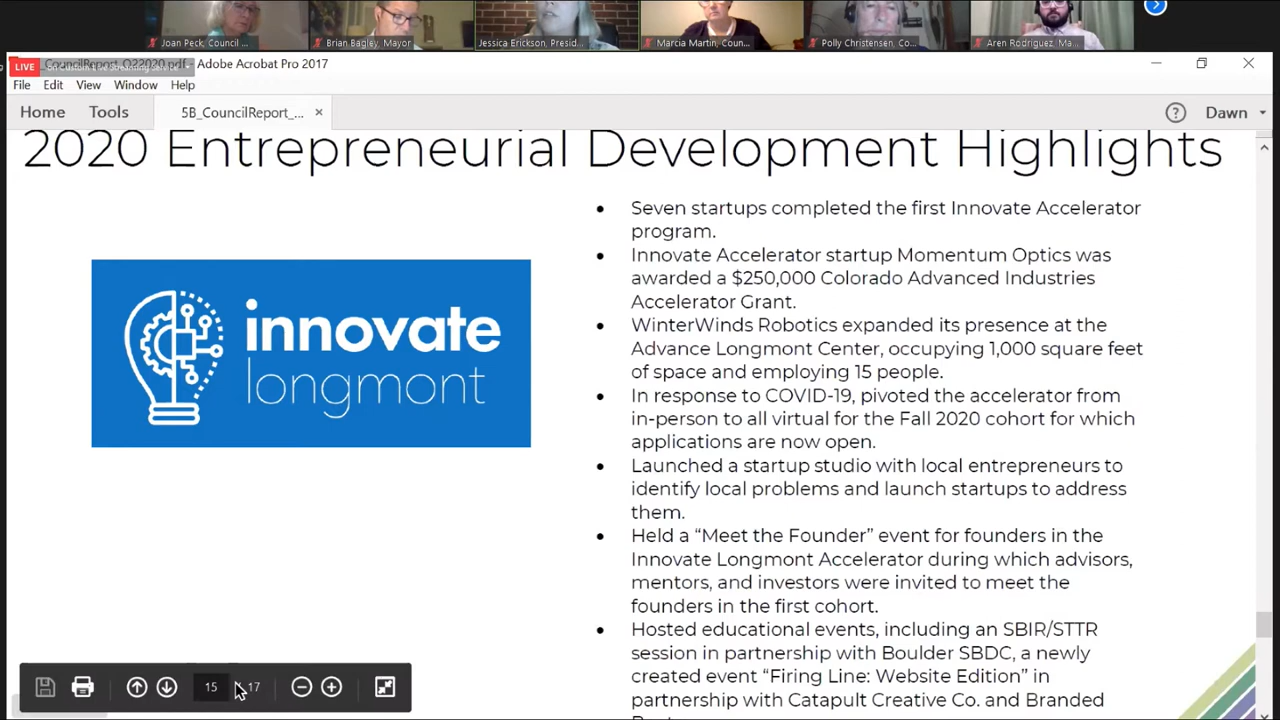 Joan Peck, Council ...
Brian Bagley, Mayor
Jessica Erickson, Presid...
Marcia Martin, Coun...
Polly Christensen, Co...
Aren Rodriguez, Ma...
LIVE on Custom Live Streaming Service
CouncilReport_Q22020.pdf - Adobe Acrobat Pro 2017
File Edit View Window Help
Home Tools 5B_CouncilReport_... × Dawn
2020 Entrepreneurial Development Highlights
innovate
longmont
• Seven startups completed the first Innovate Accelerator
program.
• Innovate Accelerator startup Momentum Optics was
awarded a $250,000 Colorado Advanced Industries
Accelerator Grant.
• WinterWinds Robotics expanded its presence at the
Advance Longmont Center, occupying 1,000 square feet
of space and employing 15 people.
• In response to COVID-19, pivoted the accelerator from
in-person to all virtual for the Fall 2020 cohort for which
applications are now open.
• Launched a startup studio with local entrepreneurs to
identify local problems and launch startups to address
them.
• Held a “Meet the Founder” event for founders in the
Innovate Longmont Accelerator during which advisors,
mentors, and investors were invited to meet the
founders in the first cohort.
• Hosted educational events, including an SBIR/STTR
session in partnership with Boulder SBDC, a newly
created event “Firing Line: Website Edition” in
partnership with Catapult Creative Co. and Branded
15 / 17